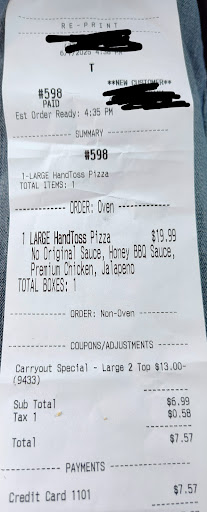 RE-PRINT
T
**NEW CUSTOMER**
#598
PAID
Est Order Ready: 4:35 PM
SUMMARY
#598
1-LARGE HandToss Pizza
TOTAL ITEMS: 1
ORDER: Oven
1 LARGE HandToss Pizza $19.99
No Original Sauce, Honey BBQ Sauce,
Premium Chicken, Jalapeno
TOTAL BOXES: 1
ORDER: Non-Oven
COUPONS/ADJUSTMENTS
Carryout Special - Large 2 Top $13.00-
(9433)
Sub Total $6.99
Tax 1 $0.58
Total $7.57
PAYMENTS
Credit Card 1101 $7.57